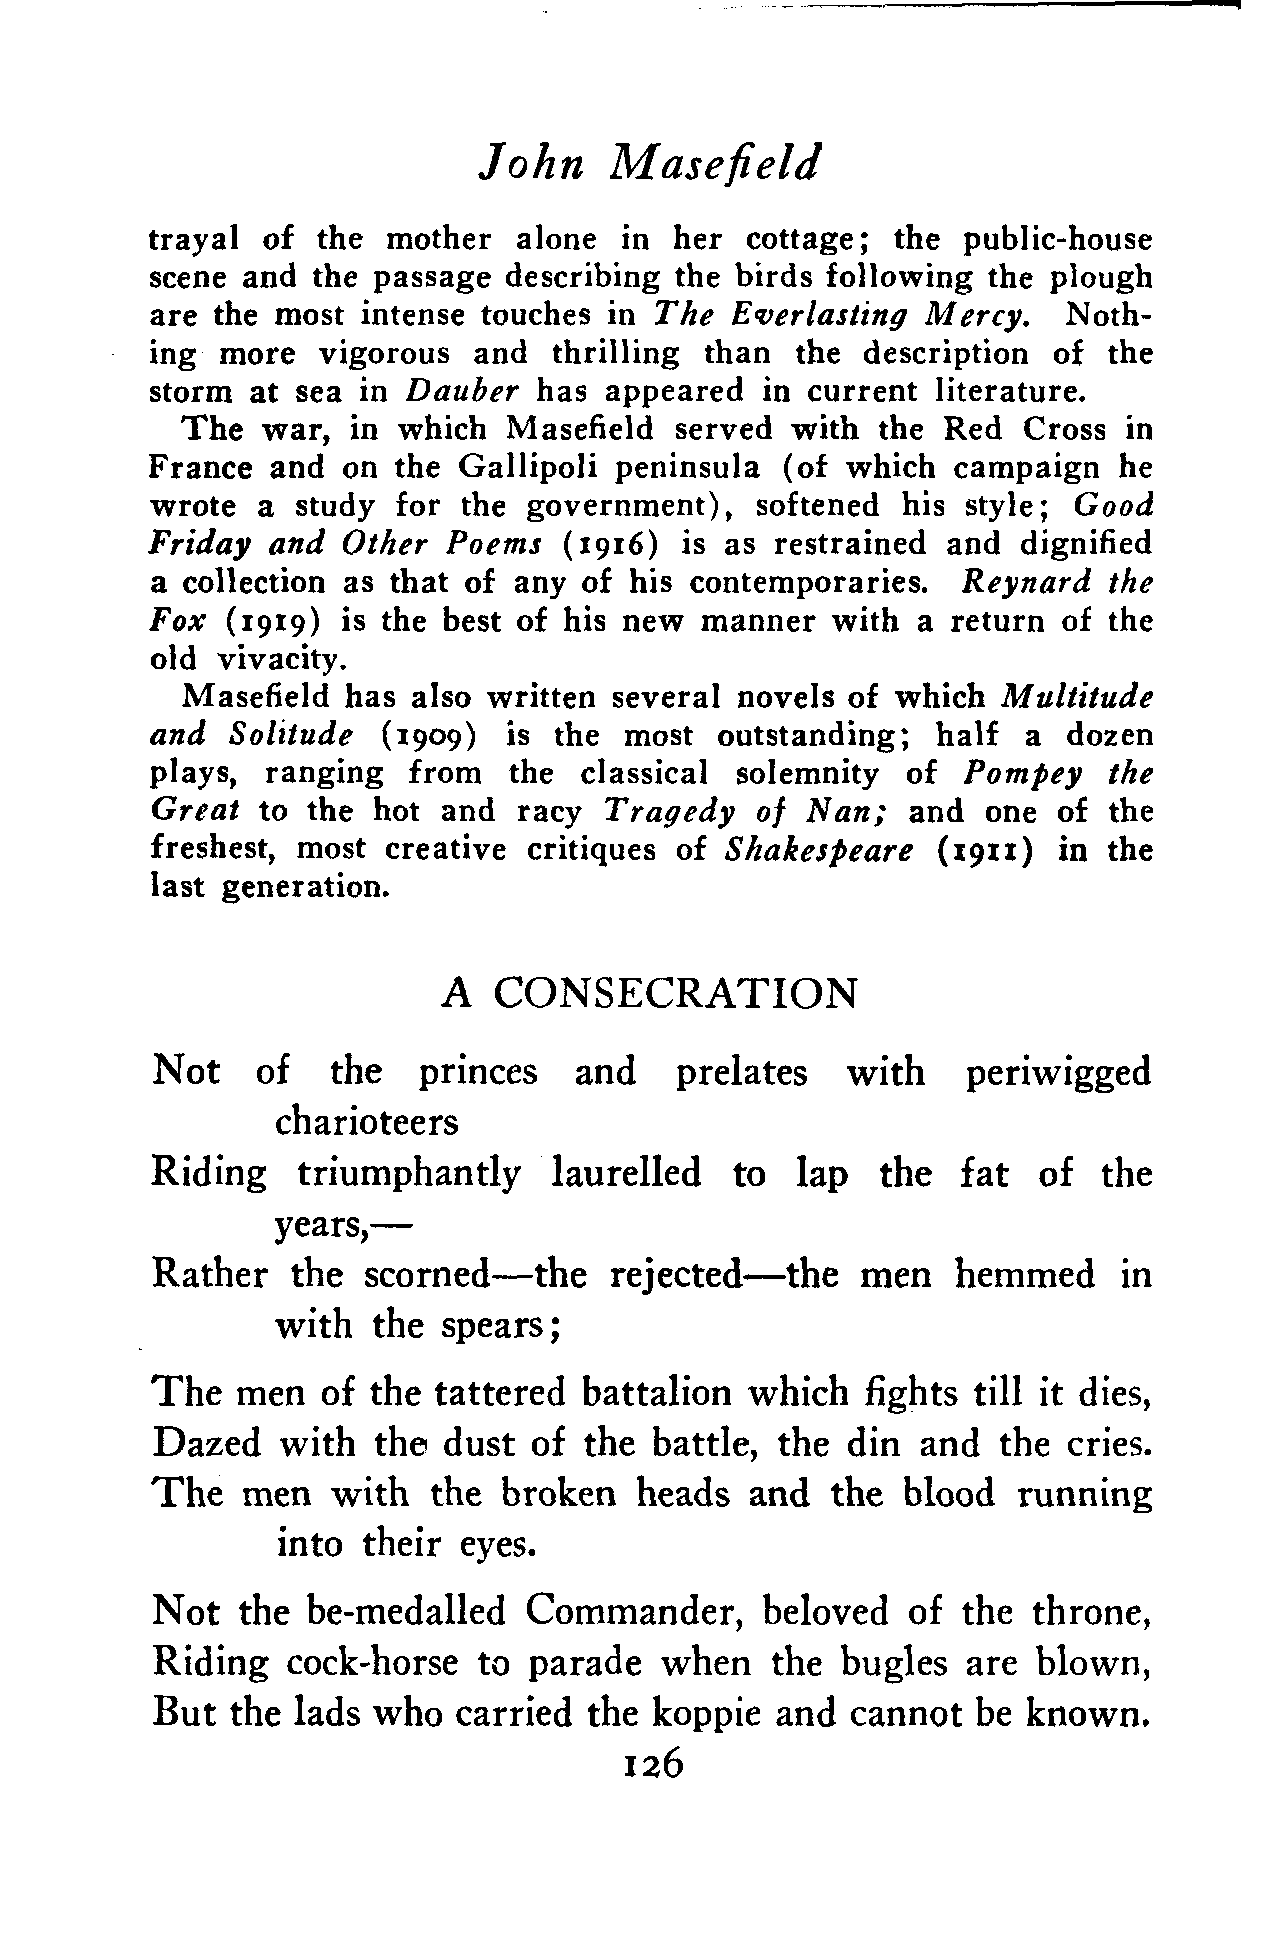 John Masefield
trayal of the mother alone in her cottage; the public-house
scene and the passage describing the birds following the plough
are the most intense touches in The Everlasting Mercy. Noth-
ing more vigorous and thrilling than the description of the
storm at sea in Dauber has appeared in current literature.
The war, in which Masefield served with the Red Cross in
France and on the Gallipoli peninsula (of which campaign he
wrote a study for the government), softened his style; Good
Friday and Other Poems (1916) is as restrained and dignified
a collection as that of any of his contemporaries. Reynard the
Fox (1919) is the best of his new manner with a return of the
old vivacity.
Masefield has also written several novels of which Multitude
and Solitude (1909) is the most outstanding; half a dozen
plays, ranging from the classical solemnity of Pompey the
Great to the hot and racy Tragedy of Nan; and one of the
freshest, most creative critiques of Shakespeare (1911) in the
last generation.
A CONSECRATION
Not of the princes and prelates with periwigged
charioteers
Riding triumphantly laurelled to lap the fat of the
years,—
Rather the scorned—the rejected—the men hemmed in
with the spears;
The men of the tattered battalion which fights till it dies,
Dazed with the dust of the battle, the din and the cries.
The men with the broken heads and the blood running
into their eyes.
Not the be-medalled Commander, beloved of the throne,
Riding cock-horse to parade when the bugles are blown,
But the lads who carried the koppie and cannot be known.
126